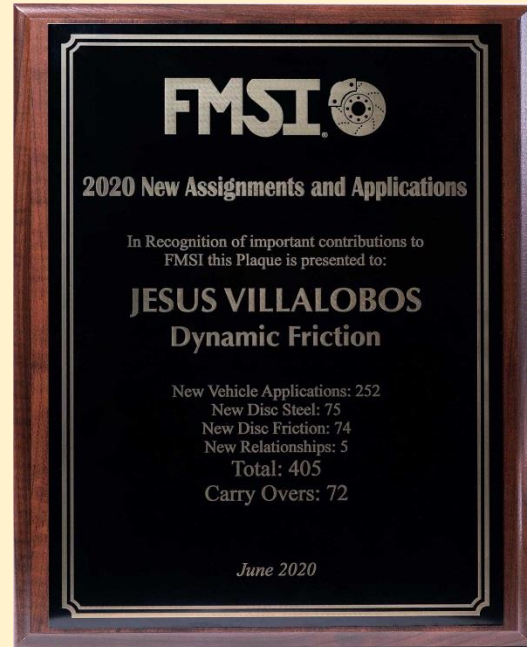 FMSI®
2020 New Assignments and Applications
In Recognition of important contributions to
FMSI this Plaque is presented to:
JESUS VILLALOBOS
Dynamic Friction
New Vehicle Applications: 252
New Disc Steel: 75
New Disc Friction: 74
New Relationships: 5
Total: 405
Carry Overs: 72
June 2020